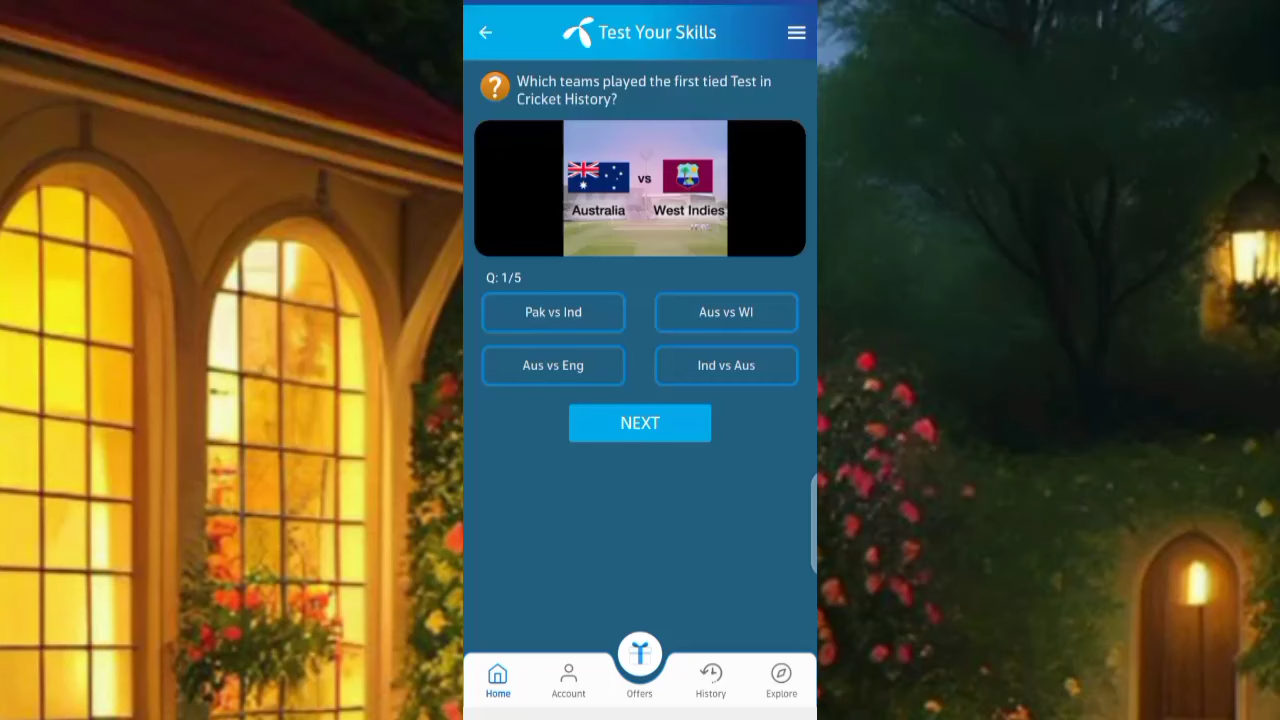 Test Your Skills
Which teams played the first tied Test in
Cricket History?
vs
Australia West Indies
Q: 1/5
Pak vs Ind Aus vs WI
Aus vs Eng Ind vs Aus
NEXT
Home Account Offers History Explore